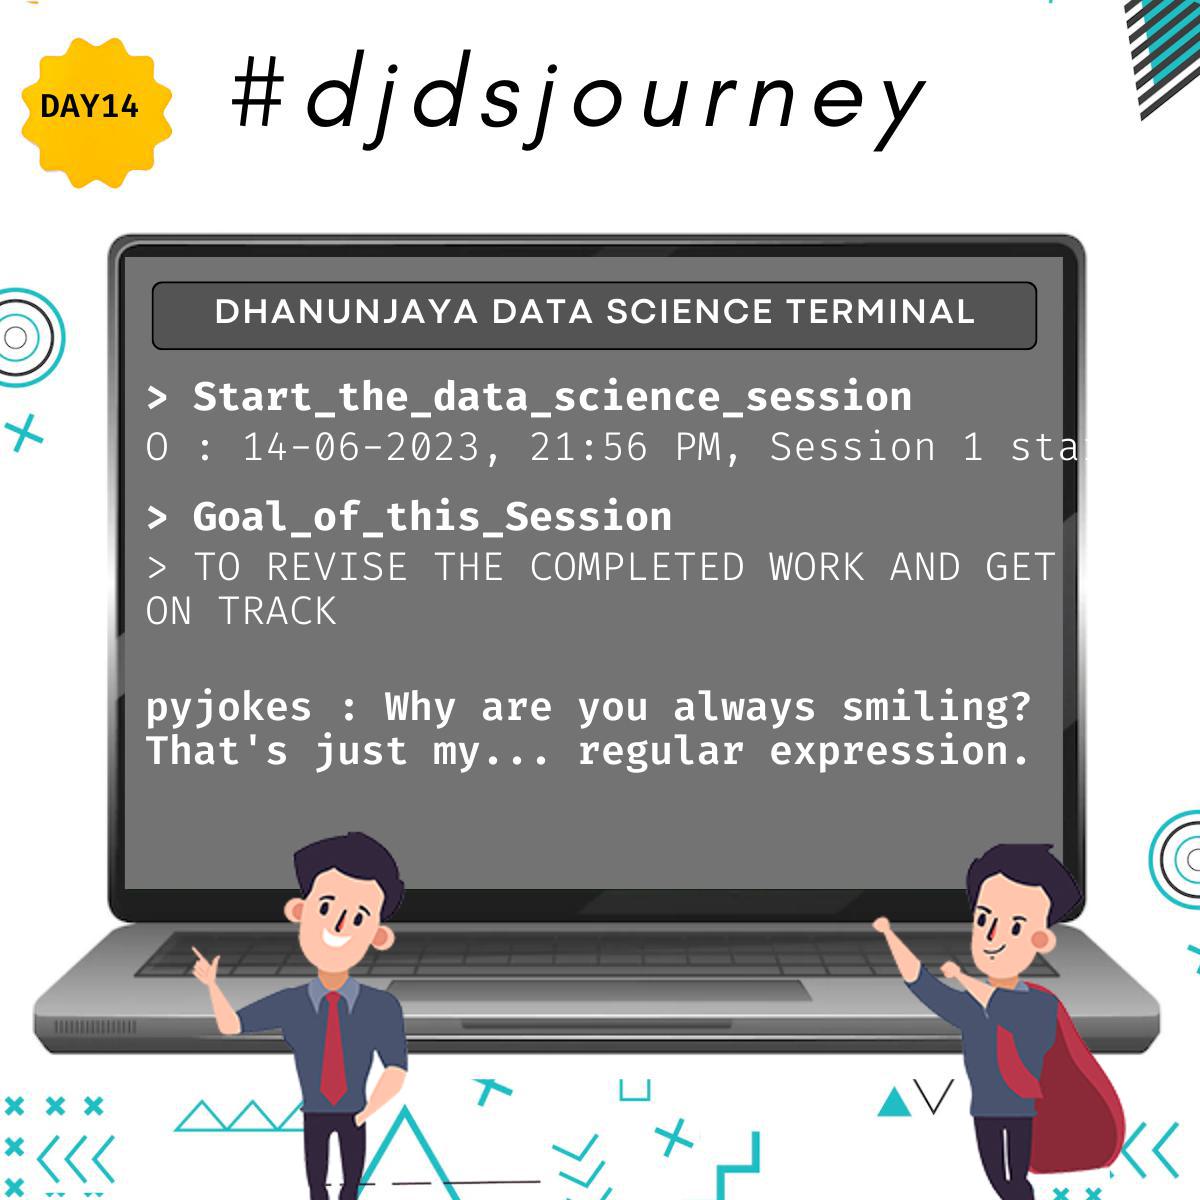 DAY14
#djdsjourney
DHANUNJAYA DATA SCIENCE TERMINAL
> Start_the_data_science_session
O : 14-06-2023, 21:56 PM, Session 1
> Goal_of_this_Session
> TO REVISE THE COMPLETED WORK AND GET
ON TRACK
pyjokes : Why are you always smiling?
That's just my... regular expression.